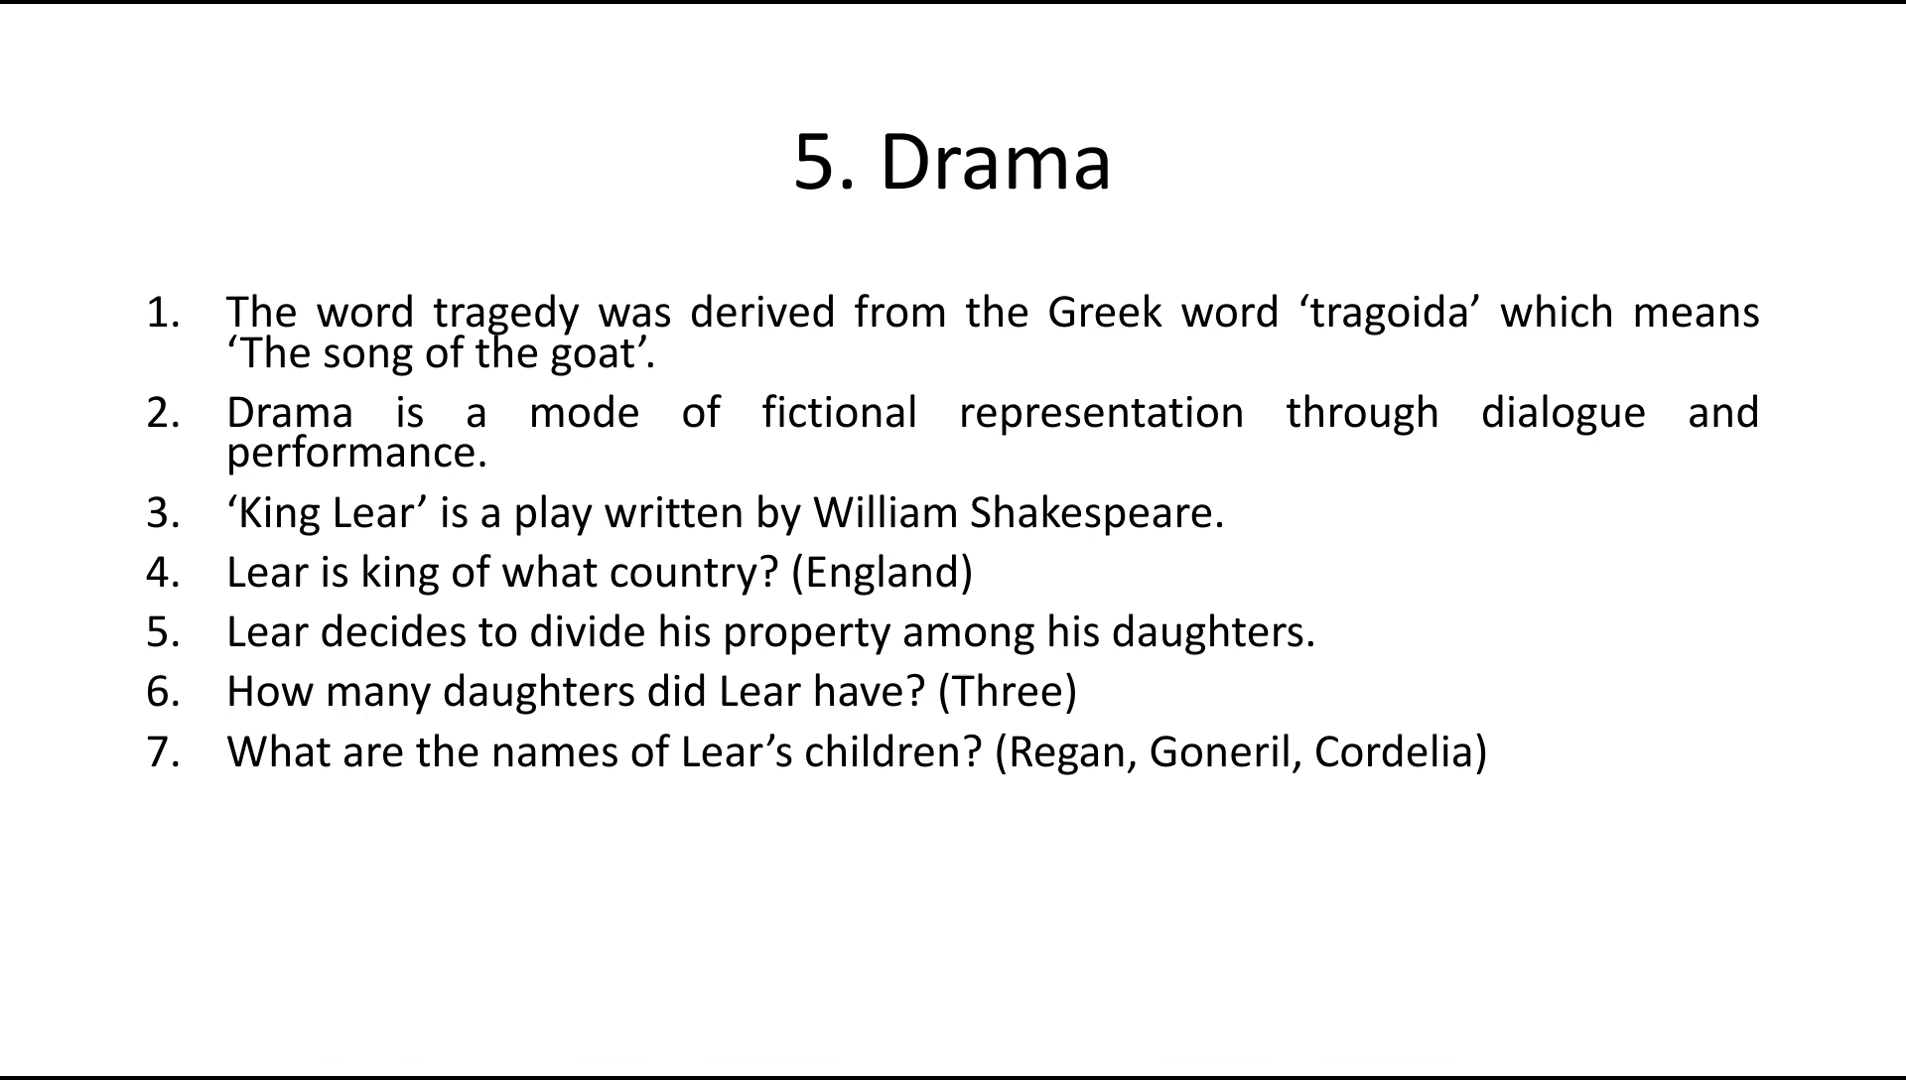 5. Drama
1. The word tragedy was derived from the Greek word ‘tragoida’ which means
‘The song of the goat’.
2. Drama is a mode of fictional representation through dialogue and
performance.
3. ‘King Lear’ is a play written by William Shakespeare.
4. Lear is king of what country? (England)
5. Lear decides to divide his property among his daughters.
6. How many daughters did Lear have? (Three)
7. What are the names of Lear’s children? (Regan, Goneril, Cordelia)